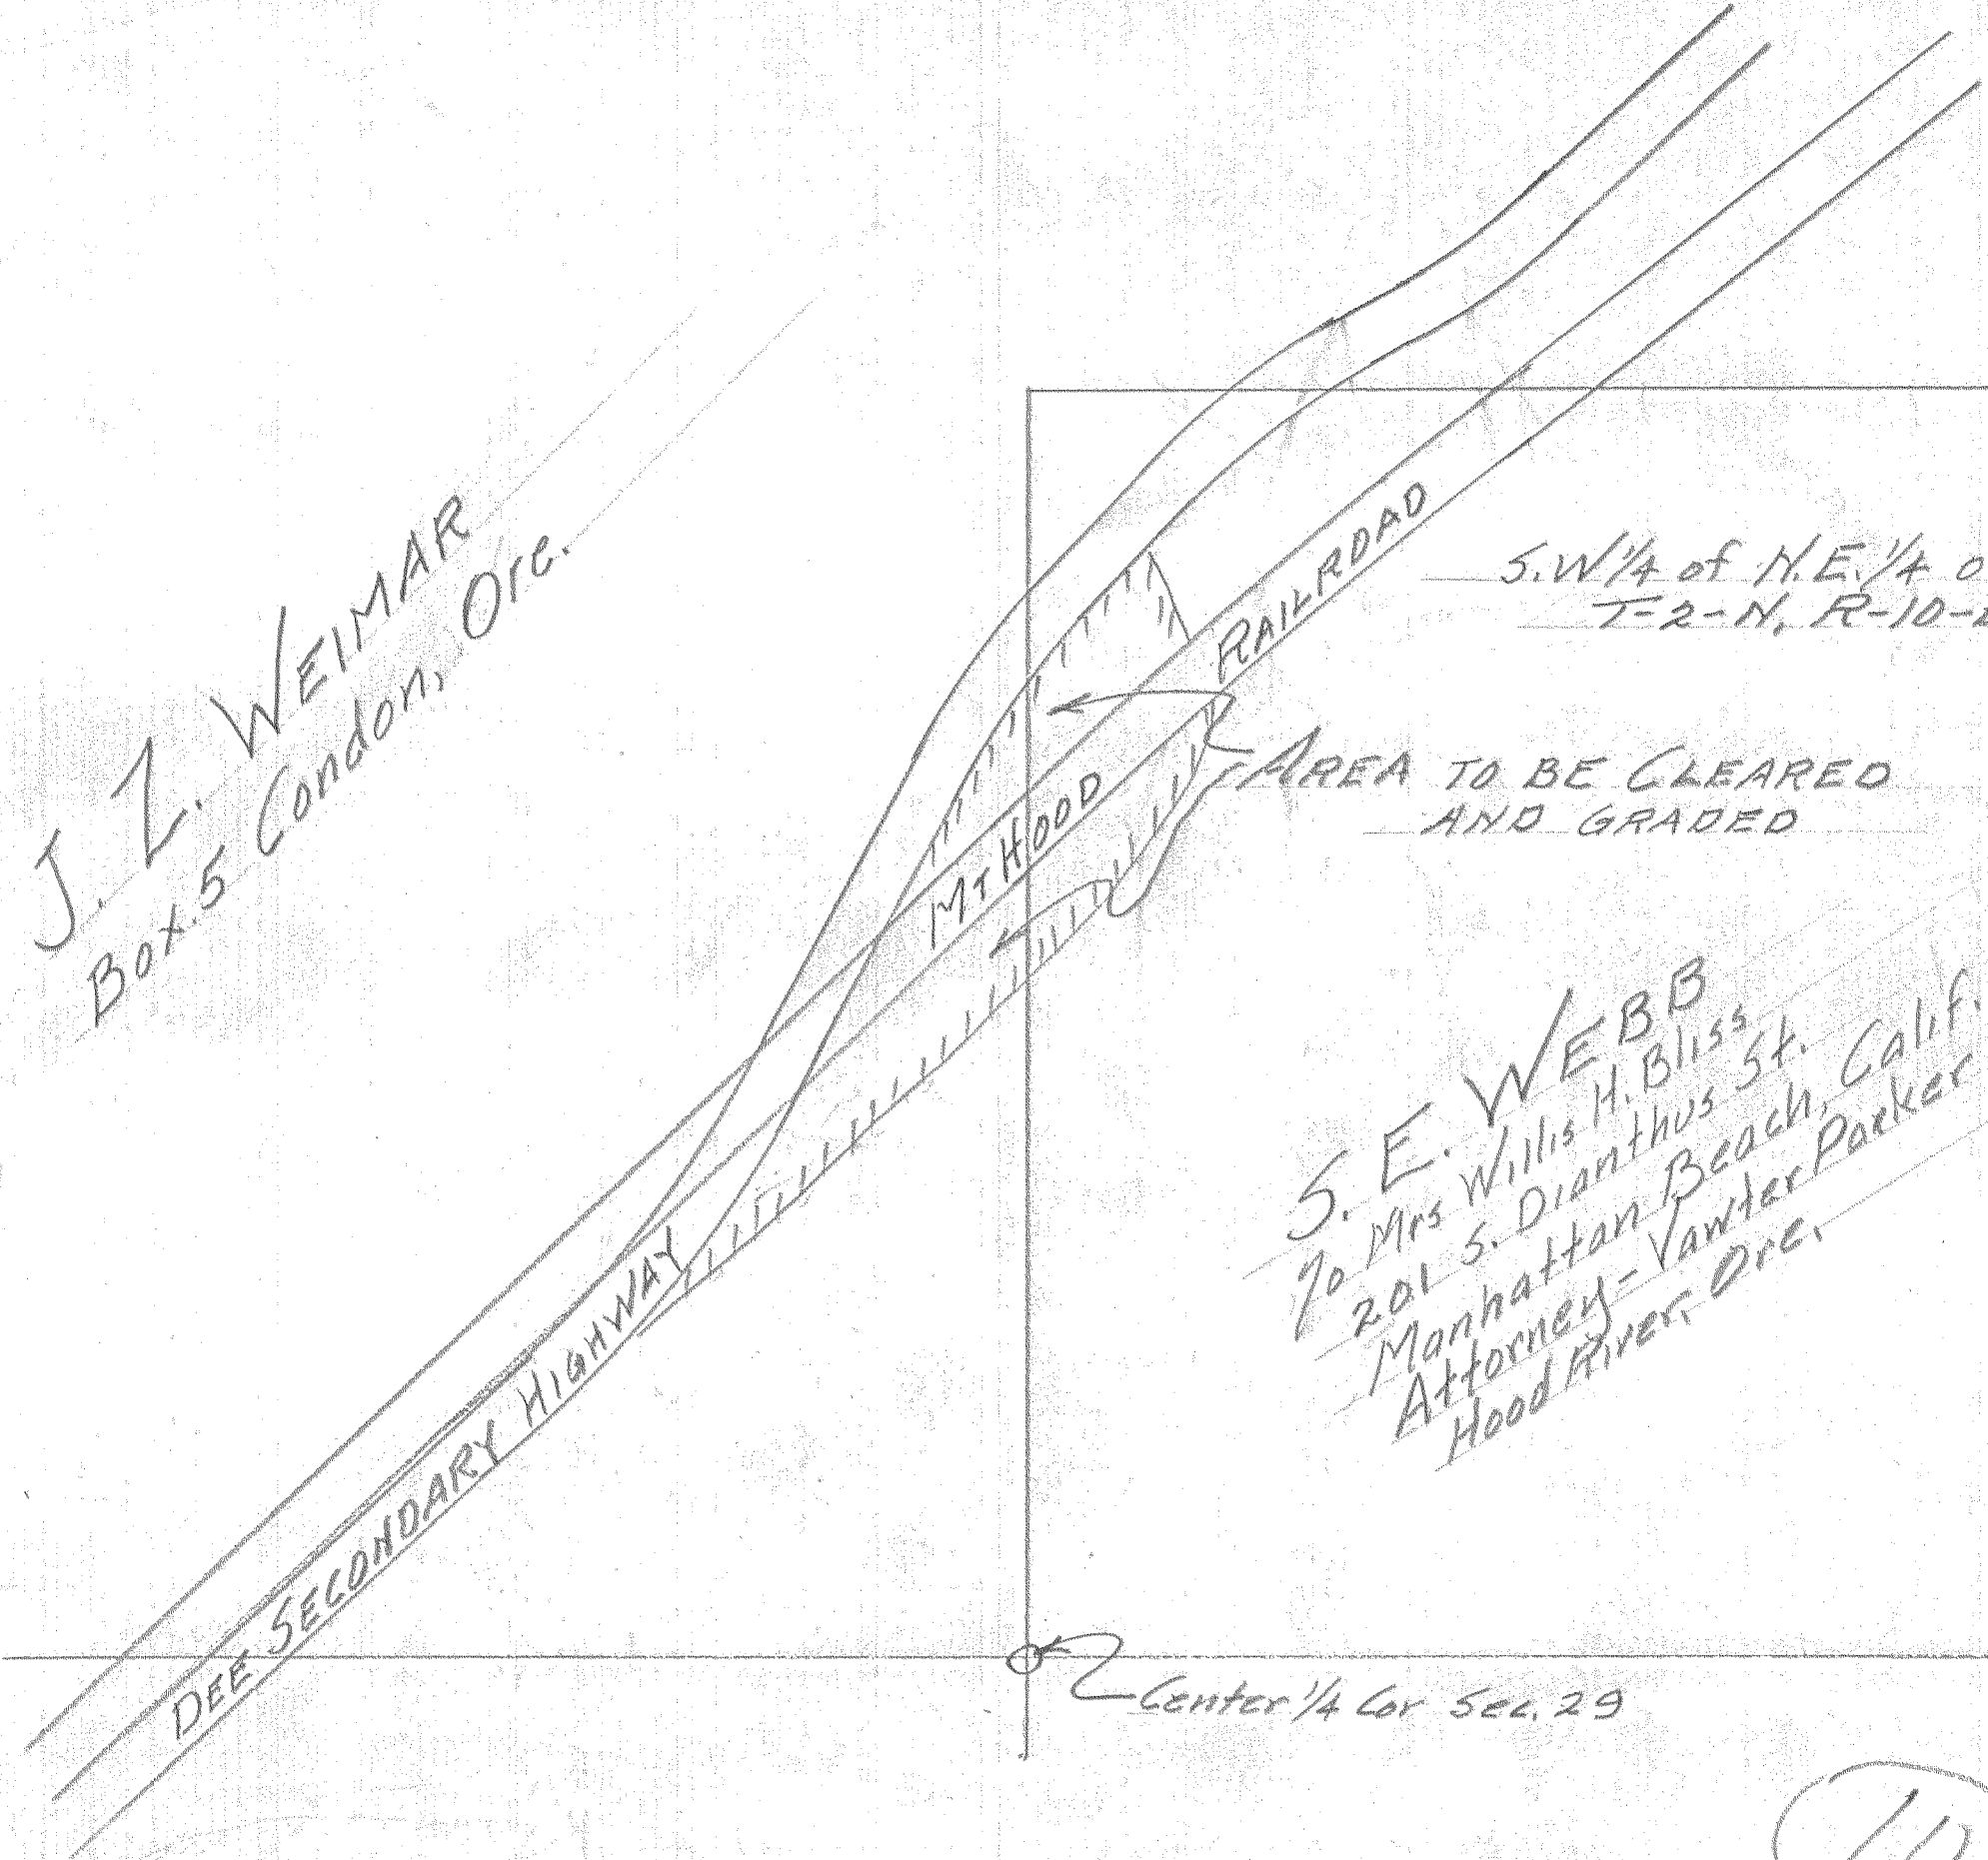 J. Z. WEIMAR
Box. 5 Condon, Ore.
S.W 1/4 of N.E. 1/4 o
T-2-N, R-10-
RAILROAD
AREA TO BE CLEARED
AND GRADED
MT HOOD
S. E. WEBB
% Mrs Willis H. Bliss
201 S. Dianthus St.
Manhattan Beach, Calif.
Attorney - Vawter Parker
Hood River, Ore.
DEE SECONDARY HIGHWAY
Center 1/4 Cor Sec. 29